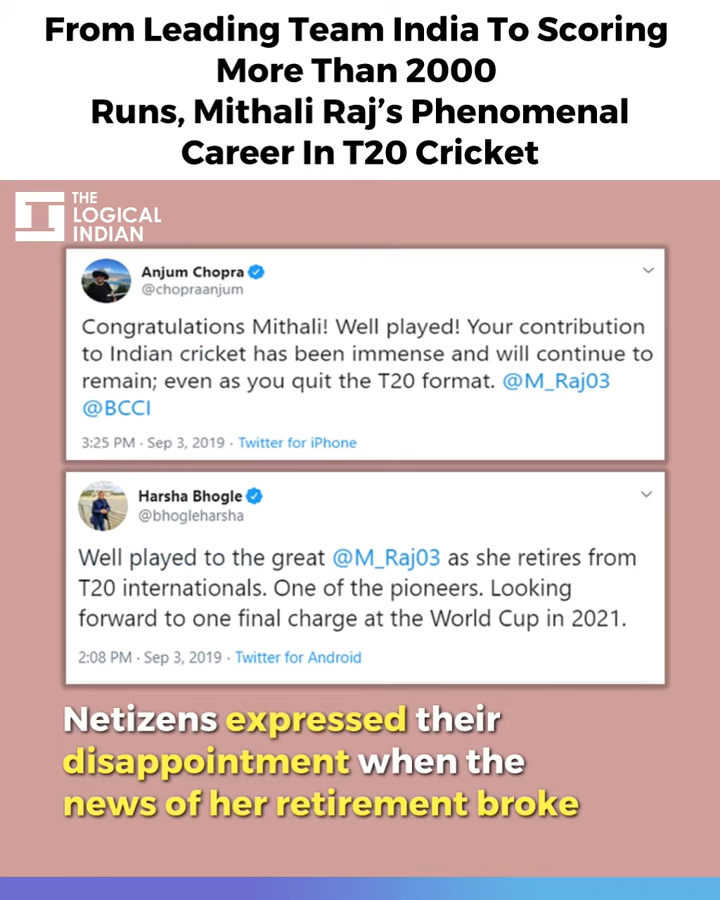 From Leading Team India To Scoring
More Than 2000
Runs, Mithali Raj’s Phenomenal
Career In T20 Cricket
THE
LOGICAL
INDIAN
Anjum Chopra
@chopraanjum
Congratulations Mithali! Well played! Your contribution
to Indian cricket has been immense and will continue to
remain; even as you quit the T20 format. @M_Raj03
@BCCI
3:25 PM · Sep 3, 2019 · Twitter for iPhone
Harsha Bhogle
@bhogleharsha
Well played to the great @M_Raj03 as she retires from
T20 internationals. One of the pioneers. Looking
forward to one final charge at the World Cup in 2021.
2:08 PM · Sep 3, 2019 · Twitter for Android
Netizens expressed their
disappointment when the
news of her retirement broke